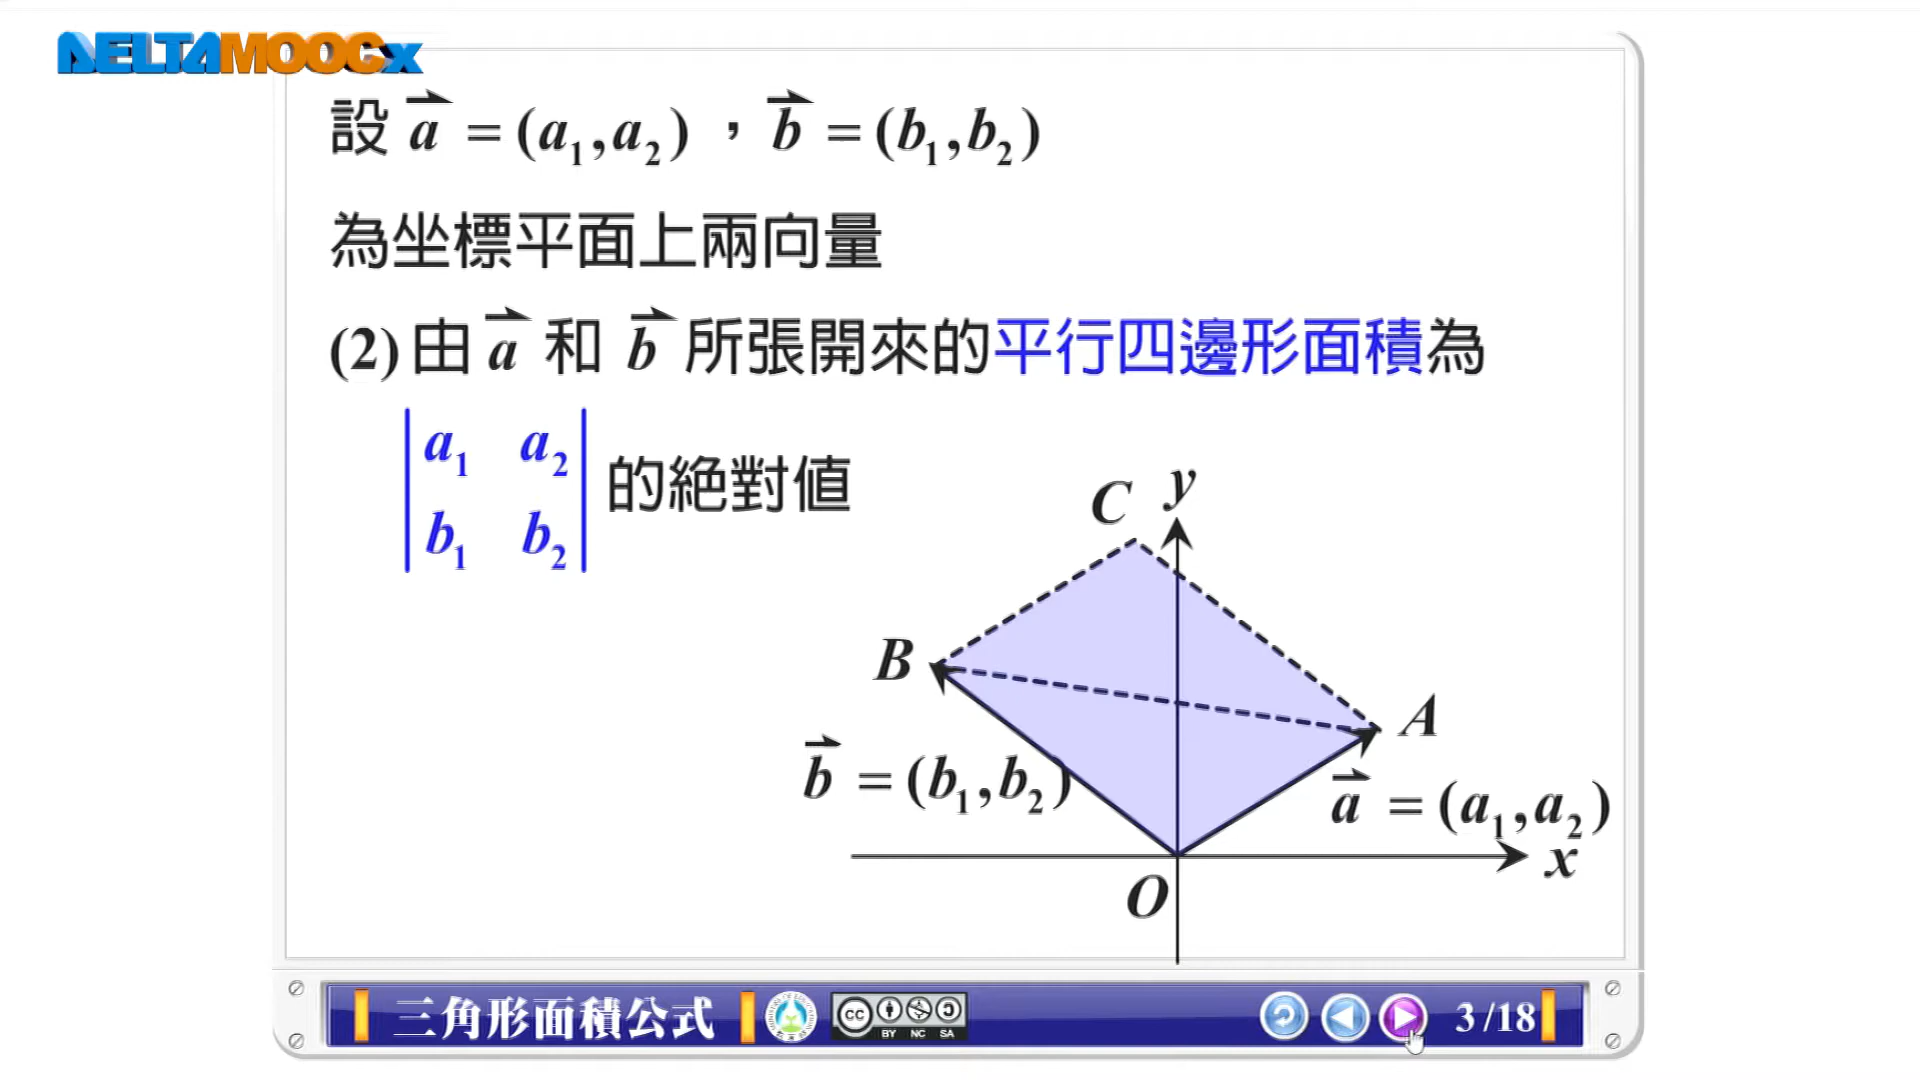 DELTAMOOCx
設 a⃑ = (a₁,a₂) ，b⃑ = (b₁,b₂)
為坐標平面上兩向量
(2) 由 a⃑ 和 b⃑ 所張開來的平行四邊形面積為
| a₁ a₂ |
| b₁ b₂ | 的絕對值
C y
B
A
b⃑ = (b₁,b₂)
a⃑ = (a₁,a₂)
x
O
三角形面積公式
cc BY NC SA
3 /18